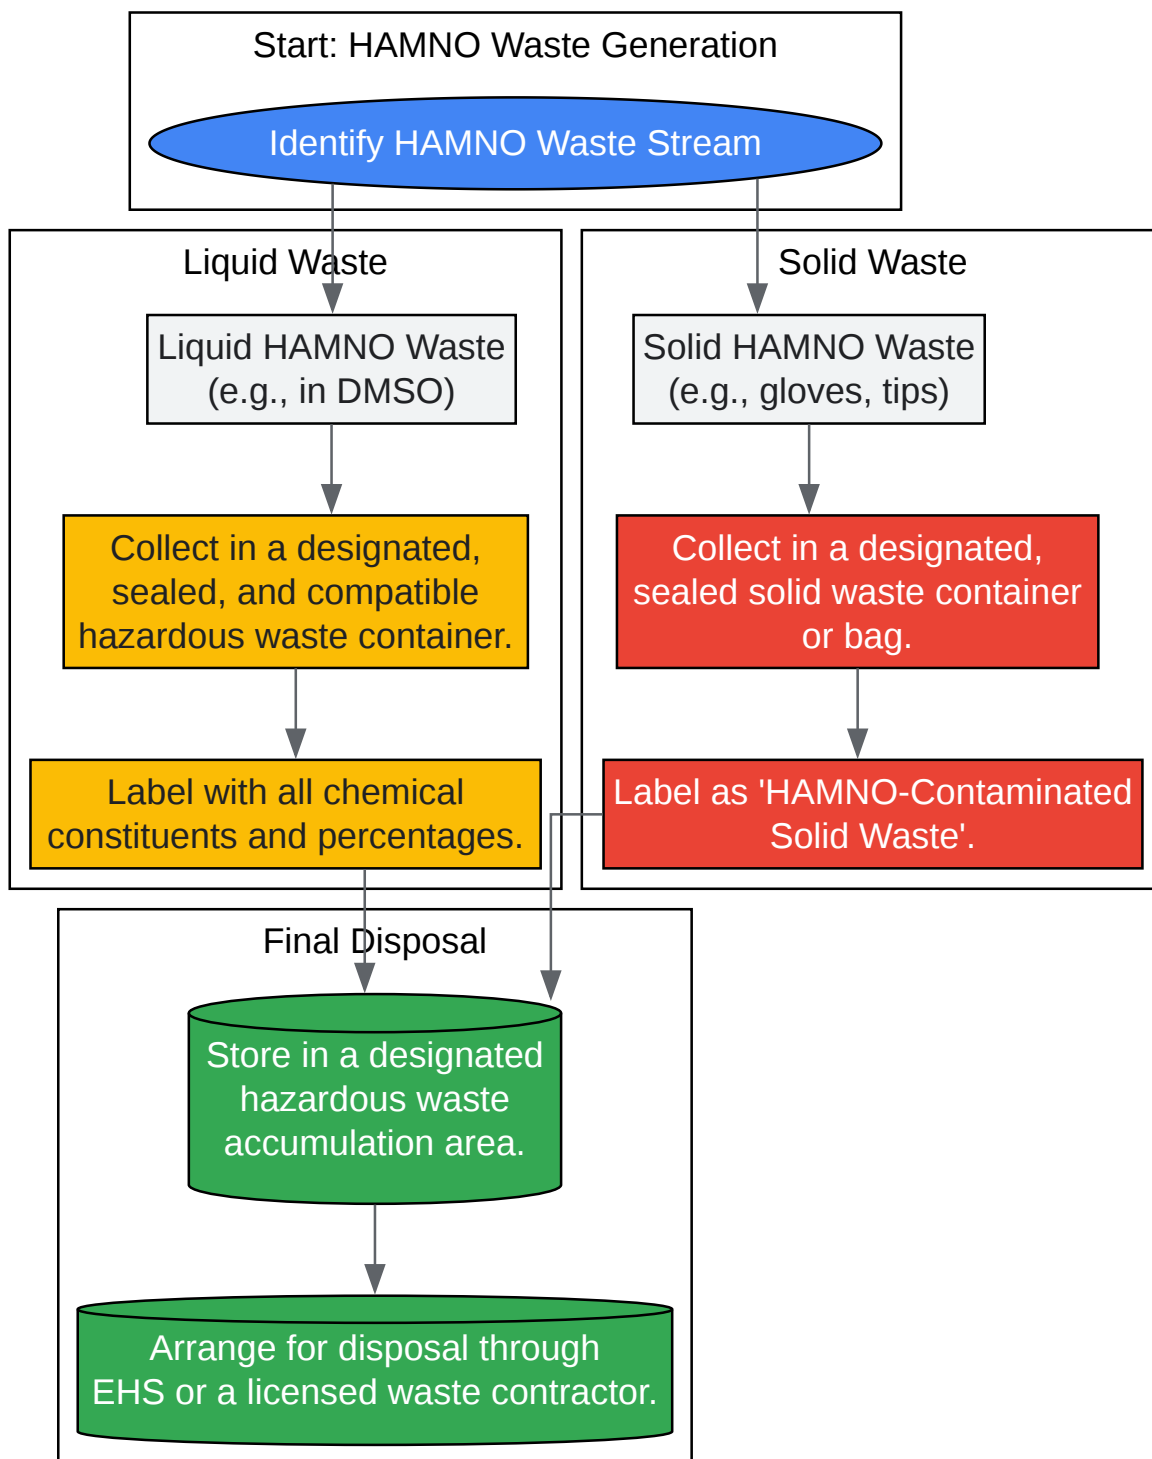 Start: HAMNO Waste Generation
Identify HAMNO Waste Stream
Liquid Waste
Liquid HAMNO Waste
(e.g., in DMSO)
Collect in a designated,
sealed, and compatible
hazardous waste container.
Label with all chemical
constituents and percentages.
Solid Waste
Solid HAMNO Waste
(e.g., gloves, tips)
Collect in a designated,
sealed solid waste container
or bag.
Label as 'HAMNO-Contaminated
Solid Waste'.
Final Disposal
Store in a designated
hazardous waste
accumulation area.
Arrange for disposal through
EHS or a licensed waste contractor.